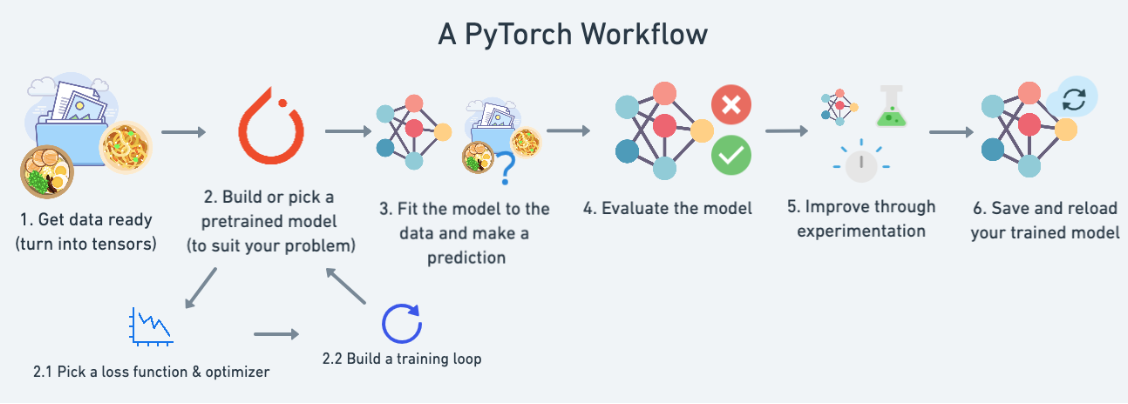 A PyTorch Workflow
1. Get data ready
(turn into tensors)
2. Build or pick a
pretrained model
(to suit your problem)
3. Fit the model to the
data and make a
prediction
?
4. Evaluate the model
5. Improve through
experimentation
6. Save and reload
your trained model
2.1 Pick a loss function & optimizer
2.2 Build a training loop